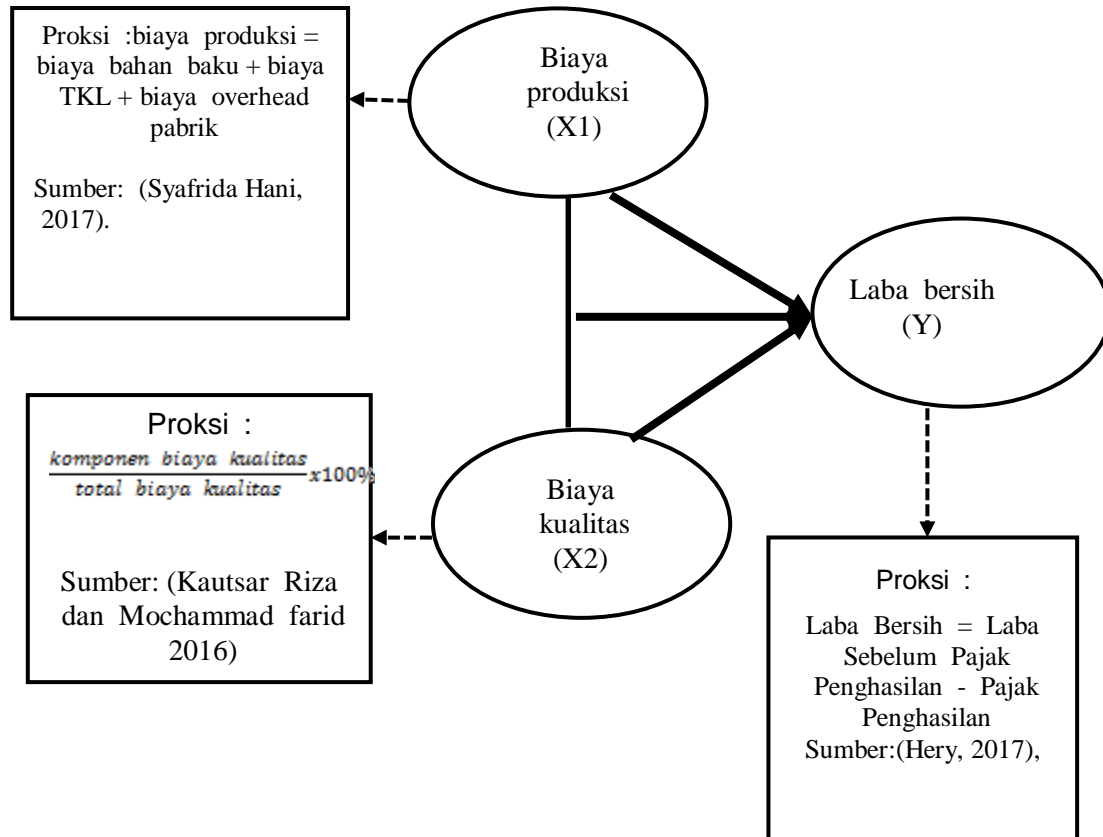 Proksi :biaya produksi =
biaya bahan baku + biaya
TKL + biaya overhead
pabrik
Sumber: (Syafrida Hani,
2017).
Biaya
produksi
(X1)
Laba bersih
(Y)
Proksi :
komponen biaya kualitas
total biaya kualitas x100%
Sumber: (Kautsar Riza
dan Mochammad farid
2016)
Biaya
kualitas
(X2)
Proksi :
Laba Bersih = Laba
Sebelum Pajak
Penghasilan - Pajak
Penghasilan
Sumber:(Hery, 2017),